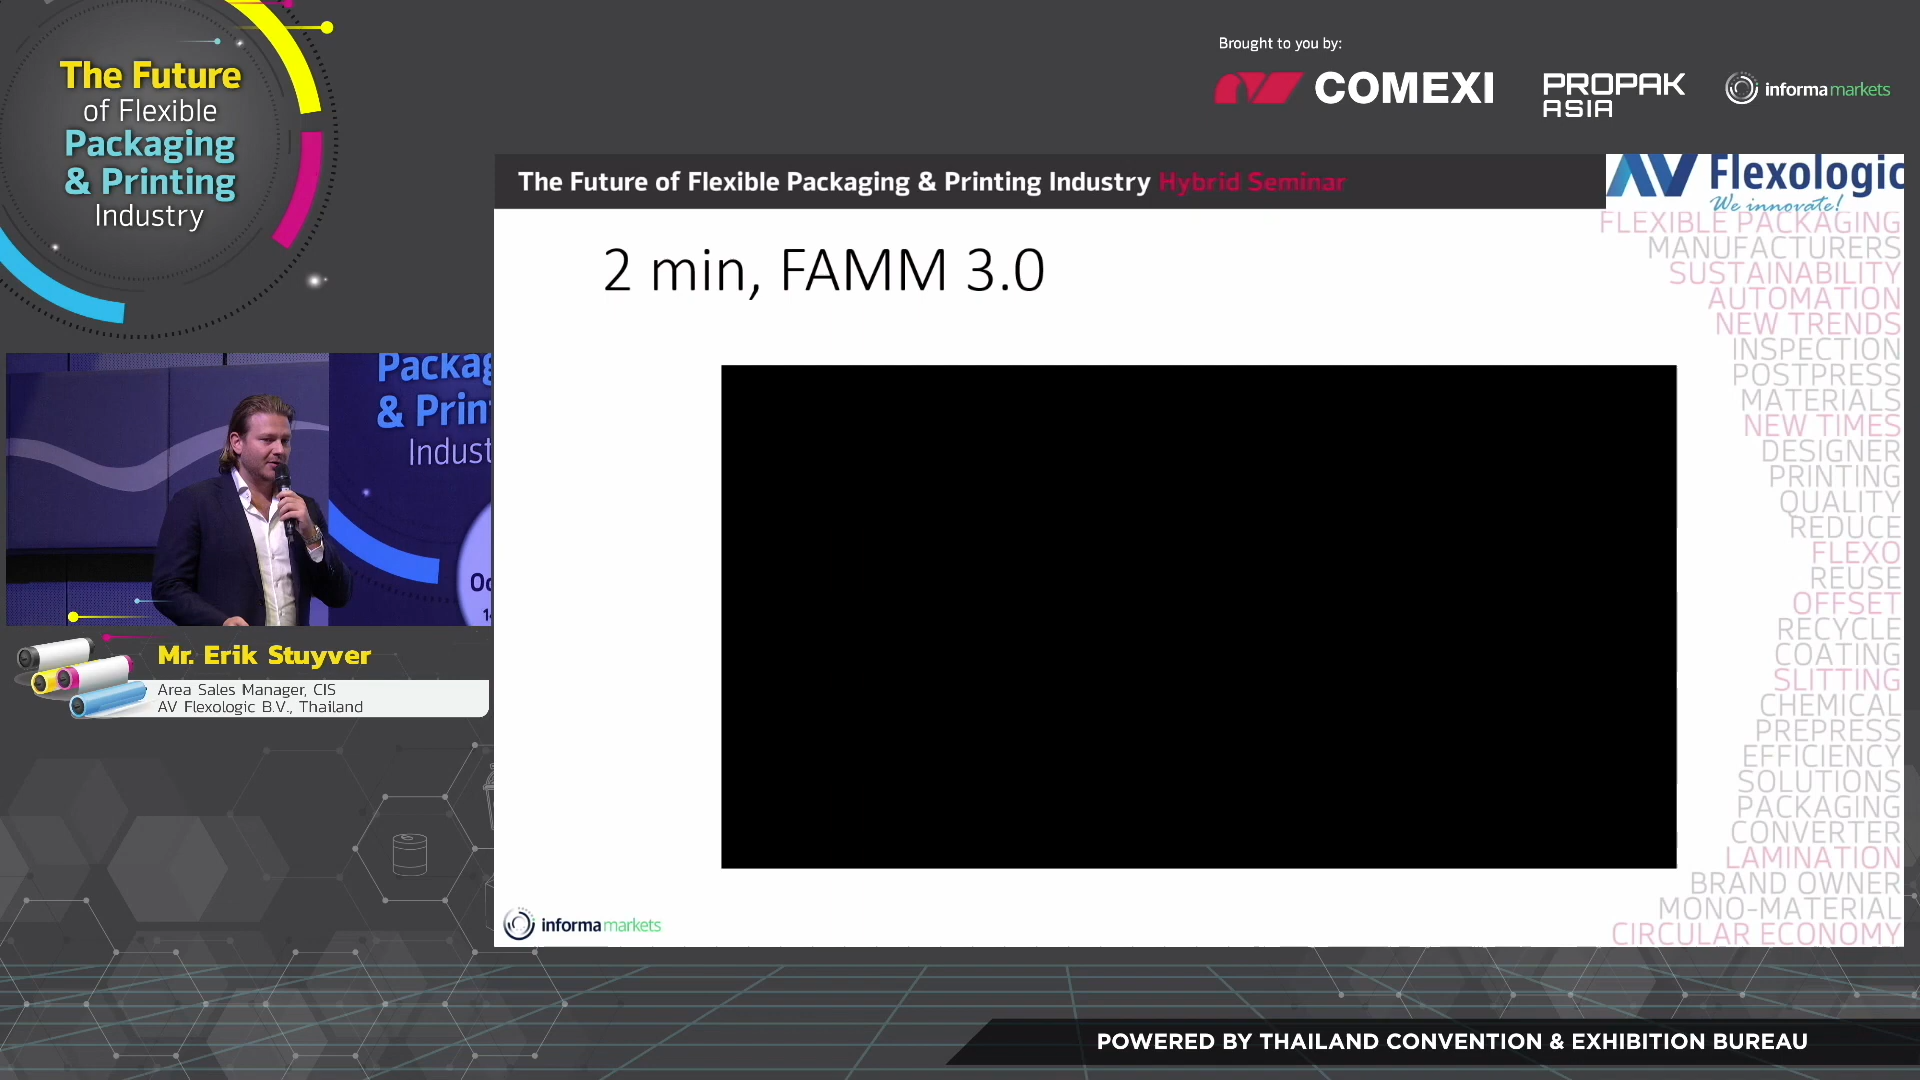 The Future
of Flexible
Packaging
& Printing
Industry
Brought to you by:
COMEXI
PROPAK
ASIA
informa markets
The Future of Flexible Packaging & Printing Industry Hybrid Seminar
AV Flexologic
We innovate!
2 min, FAMM 3.0
FLEXIBLE PACKAGING
MANUFACTURERS
SUSTAINABILITY
AUTOMATION
NEW TRENDS
INSPECTION
POSTPRESS
MATERIALS
NEW TIMES
DESIGNER
PRINTING
QUALITY
REDUCE
FLEXO
REUSE
OFFSET
RECYCLE
COATING
SLITTING
CHEMICAL
PREPRESS
EFFICIENCY
SOLUTIONS
PACKAGING
CONVERTER
LAMINATION
BRAND OWNER
MONO-MATERIAL
CIRCULAR ECONOMY
informa markets
Packag
& Prin
Indust
Mr. Erik Stuyver
Area Sales Manager, CIS
AV Flexologic B.V., Thailand
POWERED BY THAILAND CONVENTION & EXHIBITION BUREAU